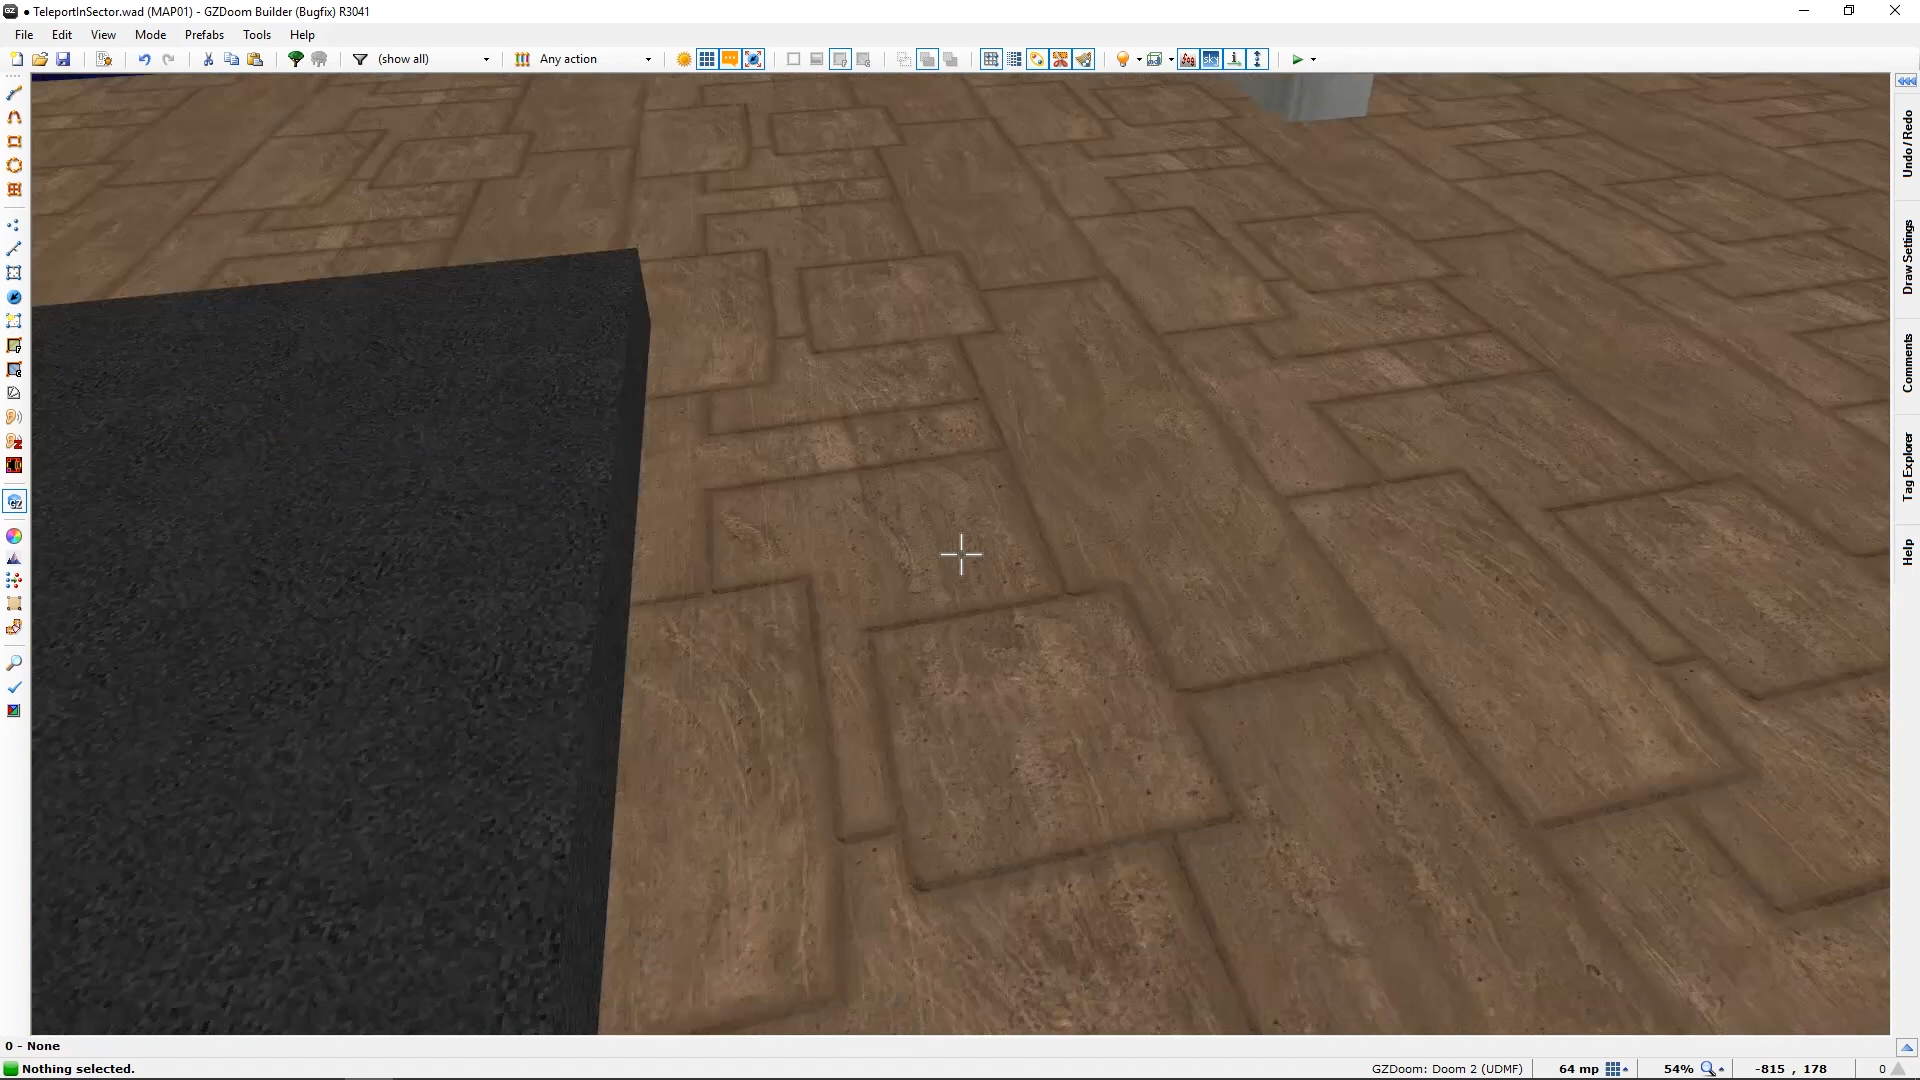 ● TeleportInSector.wad (MAP01) - GZDoom Builder (Bugfix) R3041
File Edit View Mode Prefabs Tools Help
(show all) Any action
Undo / Redo
Draw Settings
Comments
Tag Explorer
Help
0 - None
Nothing selected. GZDoom: Doom 2 (UDMF) 64 mp 54% -815 , 178 0